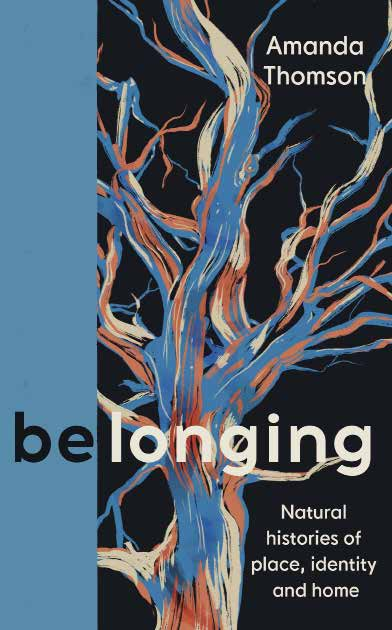 Amanda
Thomson
belonging
Natural
histories of
place, identity
and home